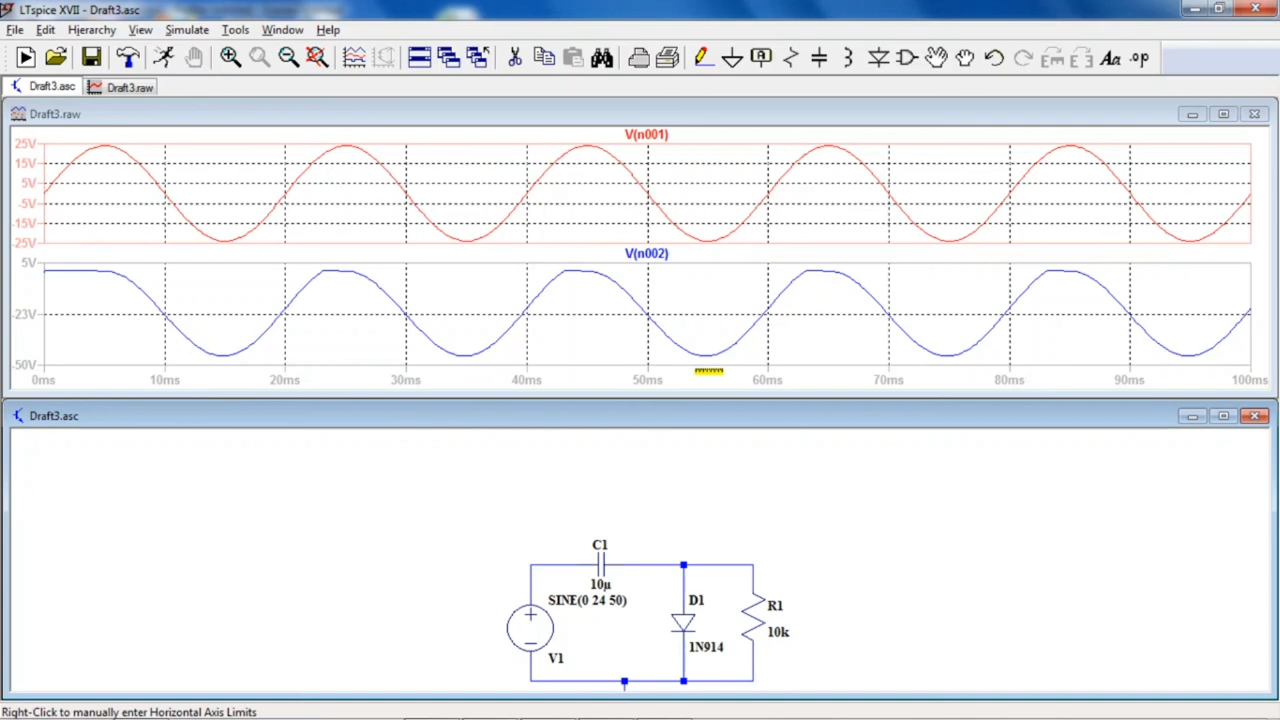 LTspice XVII - Draft3.asc
File Edit Hierarchy View Simulate Tools Window Help
Aa .op
Draft3.asc Draft3.raw
Draft3.raw
V(n001)
25V
15V
5V
-5V
-15V
-25V
V(n002)
5V
-23V
-50V
0ms 10ms 20ms 30ms 40ms 50ms 60ms 70ms 80ms 90ms 100ms
Draft3.asc
C1
10µ
SINE(0 24 50)
V1
D1
1N914
R1
10k
Right-Click to manually enter Horizontal Axis Limits